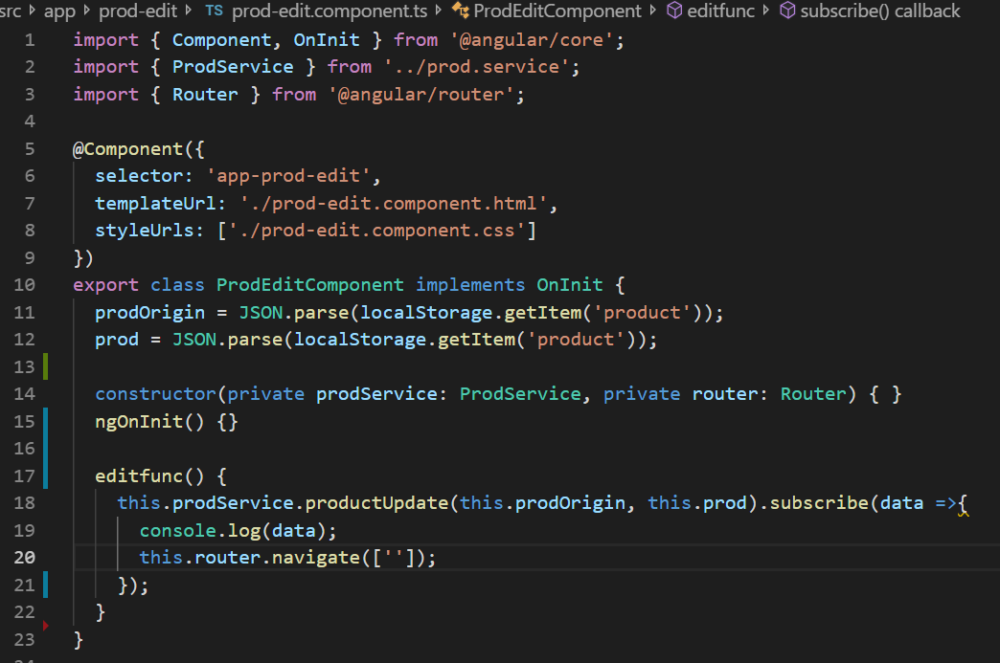 src > app > prod-edit > TS prod-edit.component.ts > ProdEditComponent > editfunc > subscribe() callback
1 import { Component, OnInit } from '@angular/core';
2 import { ProdService } from '../prod.service';
3 import { Router } from '@angular/router';
4
5 @Component({
6   selector: 'app-prod-edit',
7   templateUrl: './prod-edit.component.html',
8   styleUrls: ['./prod-edit.component.css']
9 })
10 export class ProdEditComponent implements OnInit {
11   prodOrigin = JSON.parse(localStorage.getItem('product'));
12   prod = JSON.parse(localStorage.getItem('product'));
13
14   constructor(private prodService: ProdService, private router: Router) { }
15   ngOnInit() {}
16
17   editfunc() {
18     this.prodService.productUpdate(this.prodOrigin, this.prod).subscribe(data =>{
19       console.log(data);
20       this.router.navigate(['']);
21     });
22   }
23 }